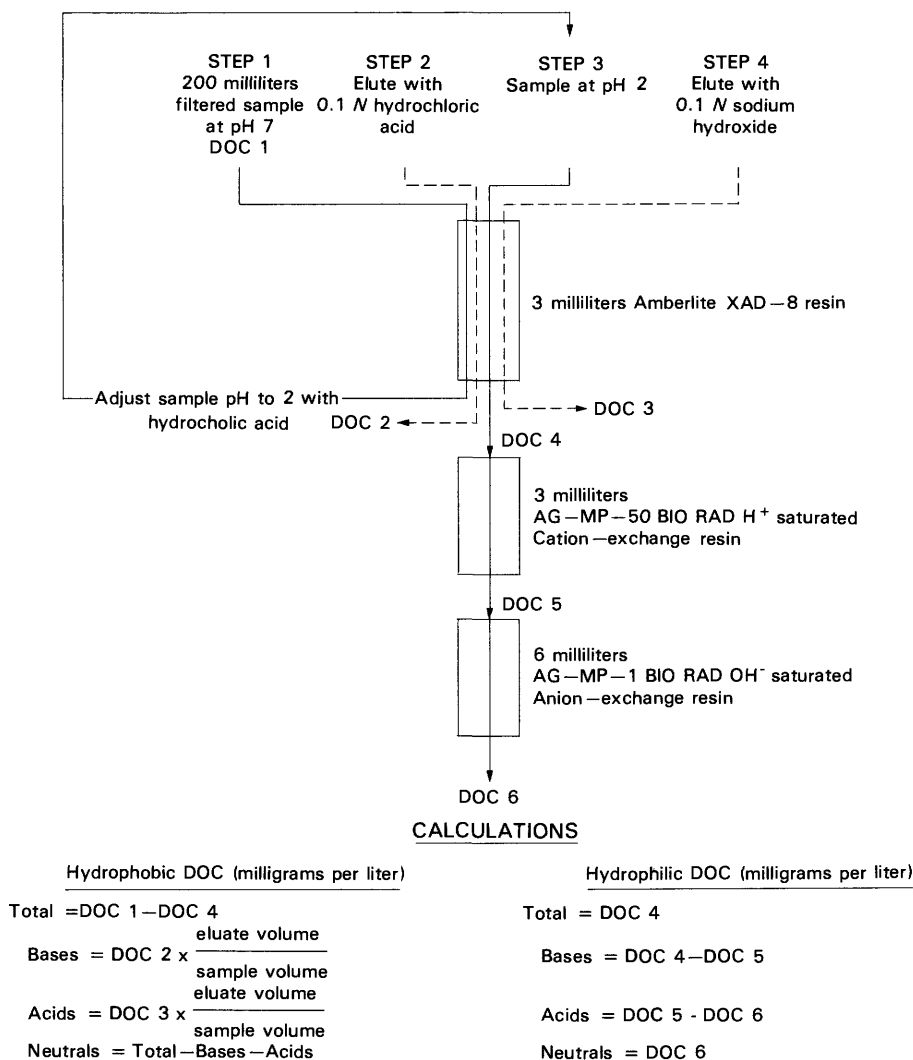 STEP 1
200 milliliters
filtered sample
at pH 7
DOC 1
STEP 2
Elute with
0.1 N hydrochloric
acid
STEP 3
Sample at pH 2
STEP 4
Elute with
0.1 N sodium
hydroxide
3 milliliters Amberlite XAD–8 resin
Adjust sample pH to 2 with
hydrocholic acid
DOC 2
DOC 3
DOC 4
3 milliliters
AG–MP–50 BIO RAD H+ saturated
Cation–exchange resin
DOC 5
6 milliliters
AG–MP–1 BIO RAD OH- saturated
Anion–exchange resin
DOC 6
CALCULATIONS
Hydrophobic DOC (milligrams per liter)
Total =DOC 1–DOC 4
Bases = DOC 2 x eluate volume
sample volume
Acids = DOC 3 x eluate volume
sample volume
Neutrals = Total–Bases–Acids
Hydrophilic DOC (milligrams per liter)
Total = DOC 4
Bases = DOC 4–DOC 5
Acids = DOC 5 - DOC 6
Neutrals = DOC 6